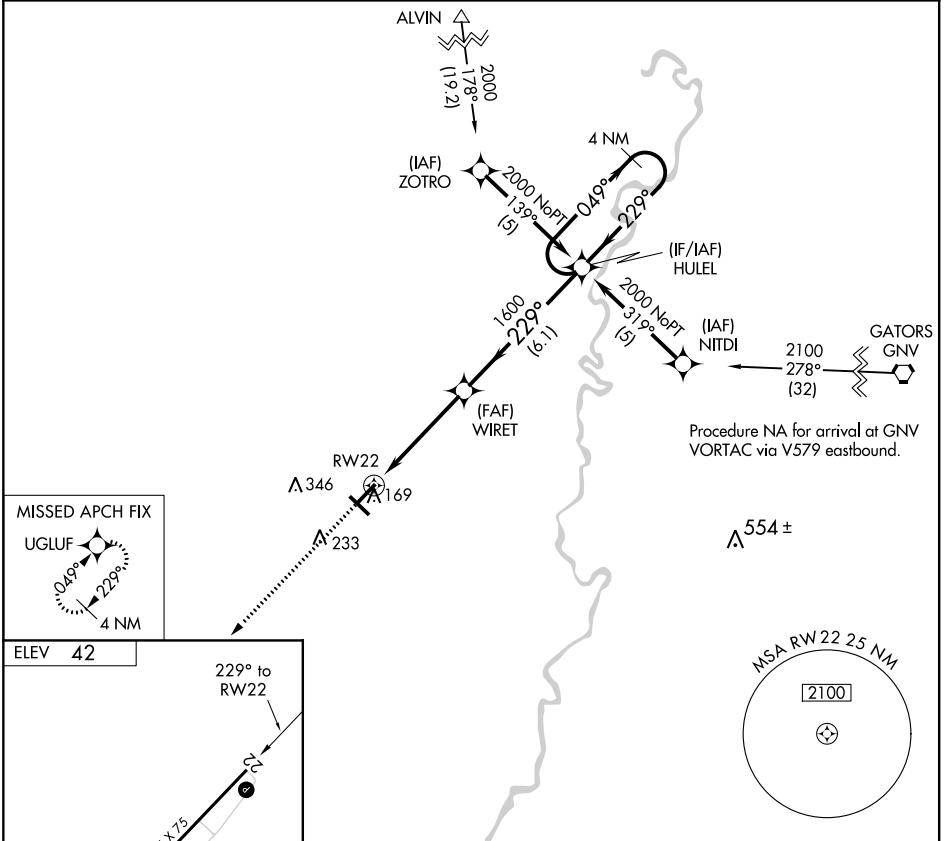 ALVIN
2000
178°
(19.2)
4 NM
(IAF)
ZOTRO
2000 NoPT
139°
(5)
049°
229°
(IF/IAF)
HULEL
2000 NoPT
319°
(5)
(IAF)
NITDI
GATORS
GNV
2100
278°
(32)
1600
229°
(6.1)
(FAF)
WIRET
Procedure NA for arrival at GNV
VORTAC via V579 eastbound.
RW22
346
169
233
554 ±
MISSED APCH FIX
UGLUF
049°
229°
4 NM
ELEV 42
229° to
RW22
22
P
X 75
MSA RW 22 25 NM
2100